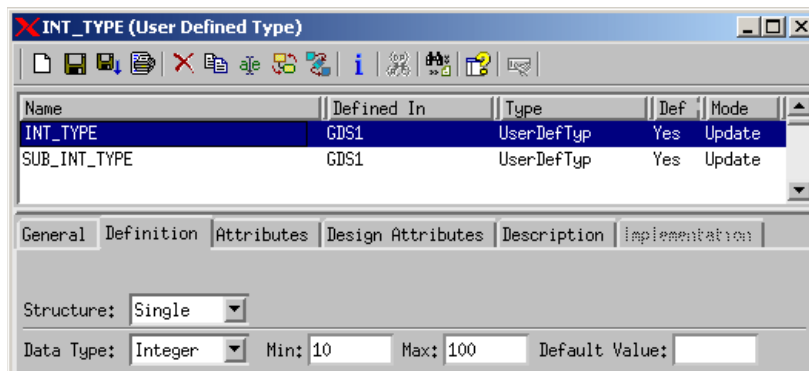 INT_TYPE (User Defined Type)
Name Defined In Type Def Mode
INT_TYPE GDS1 UserDefTyp Yes Update
SUB_INT_TYPE GDS1 UserDefTyp Yes Update
General Definition Attributes Design Attributes Description Implementation
Structure: Single
Data Type: Integer Min: 10 Max: 100 Default Value: